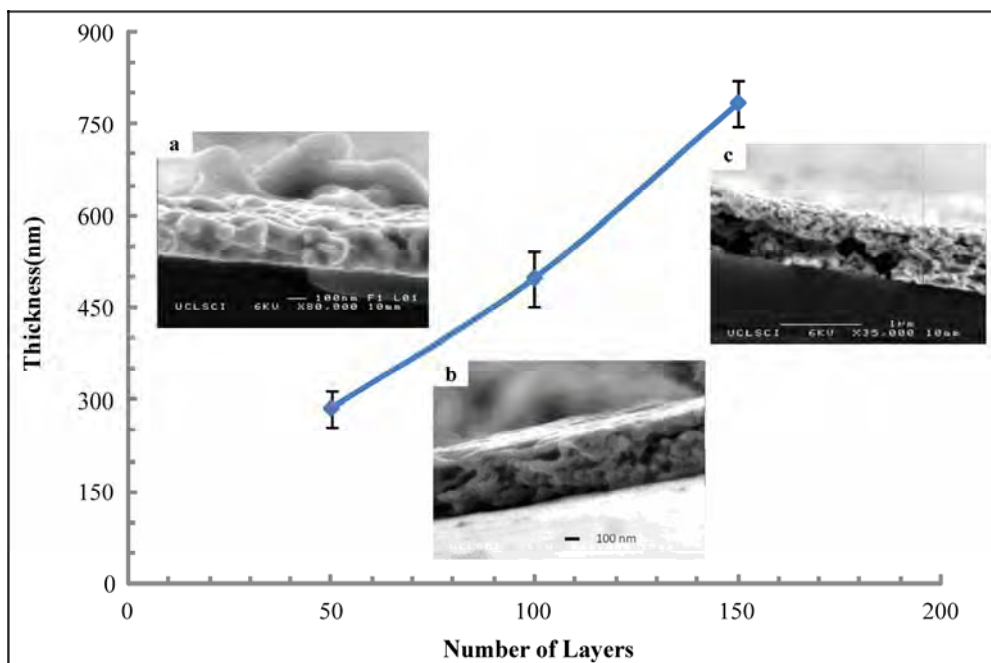 900
750
600
450
300
150
0
Thickness(nm)
a
100nm F1 L01
UCLSCI 6KV X80,000 10mm
b
100 nm
c
1μm
UCLSCI 6KV X35,000 10mm
0 50 100 150 200
Number of Layers